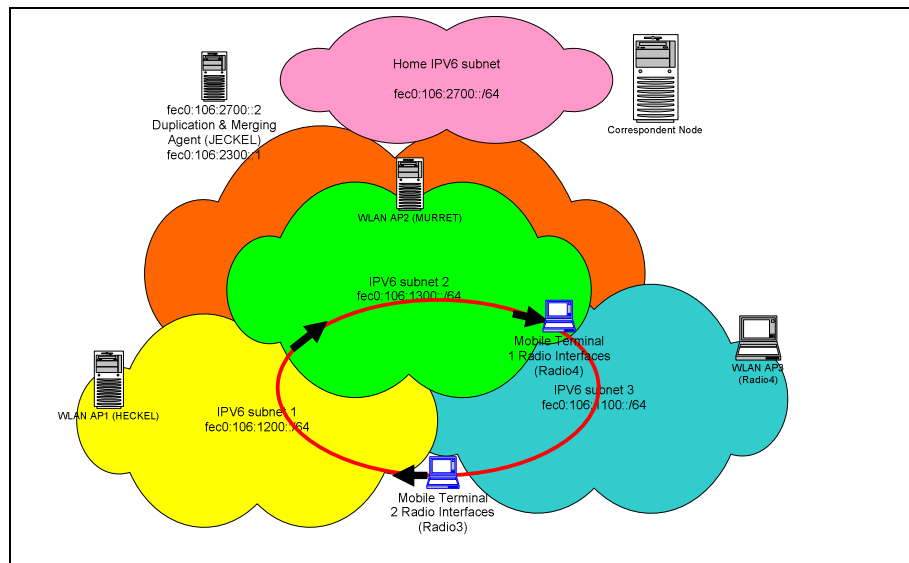 Home IPV6 subnet
fec0:106:2700::/64
fec0:106:2700::2
Duplication & Merging
Agent (JECKEL)
fec0:106:2300::1
Correspondent Node
WLAN AP2 (MURRET)
IPV6 subnet 2
fec0:106:1300::/64
Mobile Terminal
1 Radio Interfaces
(Radio4)
WLAN AP3
(Radio4)
IPV6 subnet 3
fec0:106:1100::/64
WLAN AP1 (HECKEL)
IPV6 subnet 1
fec0:106:1200::/64
Mobile Terminal
2 Radio Interfaces
(Radio3)